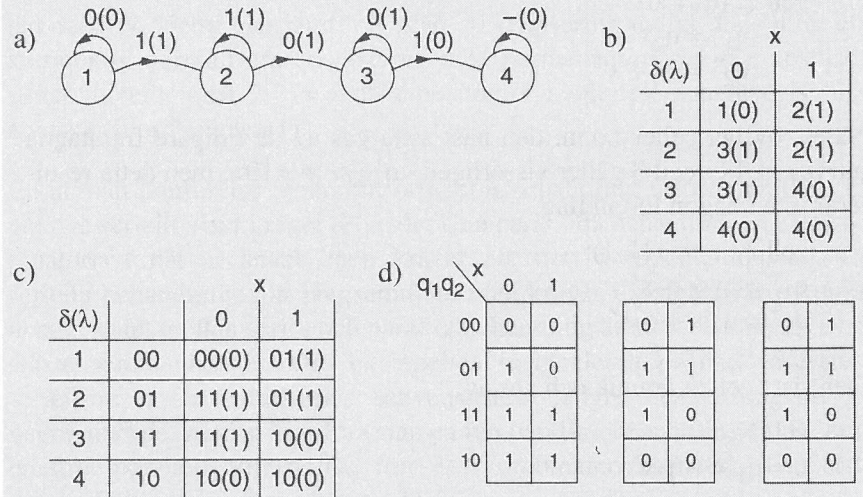 a) 0(0) 1(1) 1(1) 0(1) 0(1) 1(0) –(0)
1 2 3 4
b) x
δ(λ) 0 1
1 1(0) 2(1)
2 3(1) 2(1)
3 3(1) 4(0)
4 4(0) 4(0)
c) x
δ(λ) 0 1
1 00 00(0) 01(1)
2 01 11(1) 01(1)
3 11 11(1) 10(0)
4 10 10(0) 10(0)
d) x
q₁q₂ 0 1
00 0 0 0 1 0 1
01 1 0 1 1 1 1
11 1 1 1 0 1 0
10 1 1 0 0 0 0